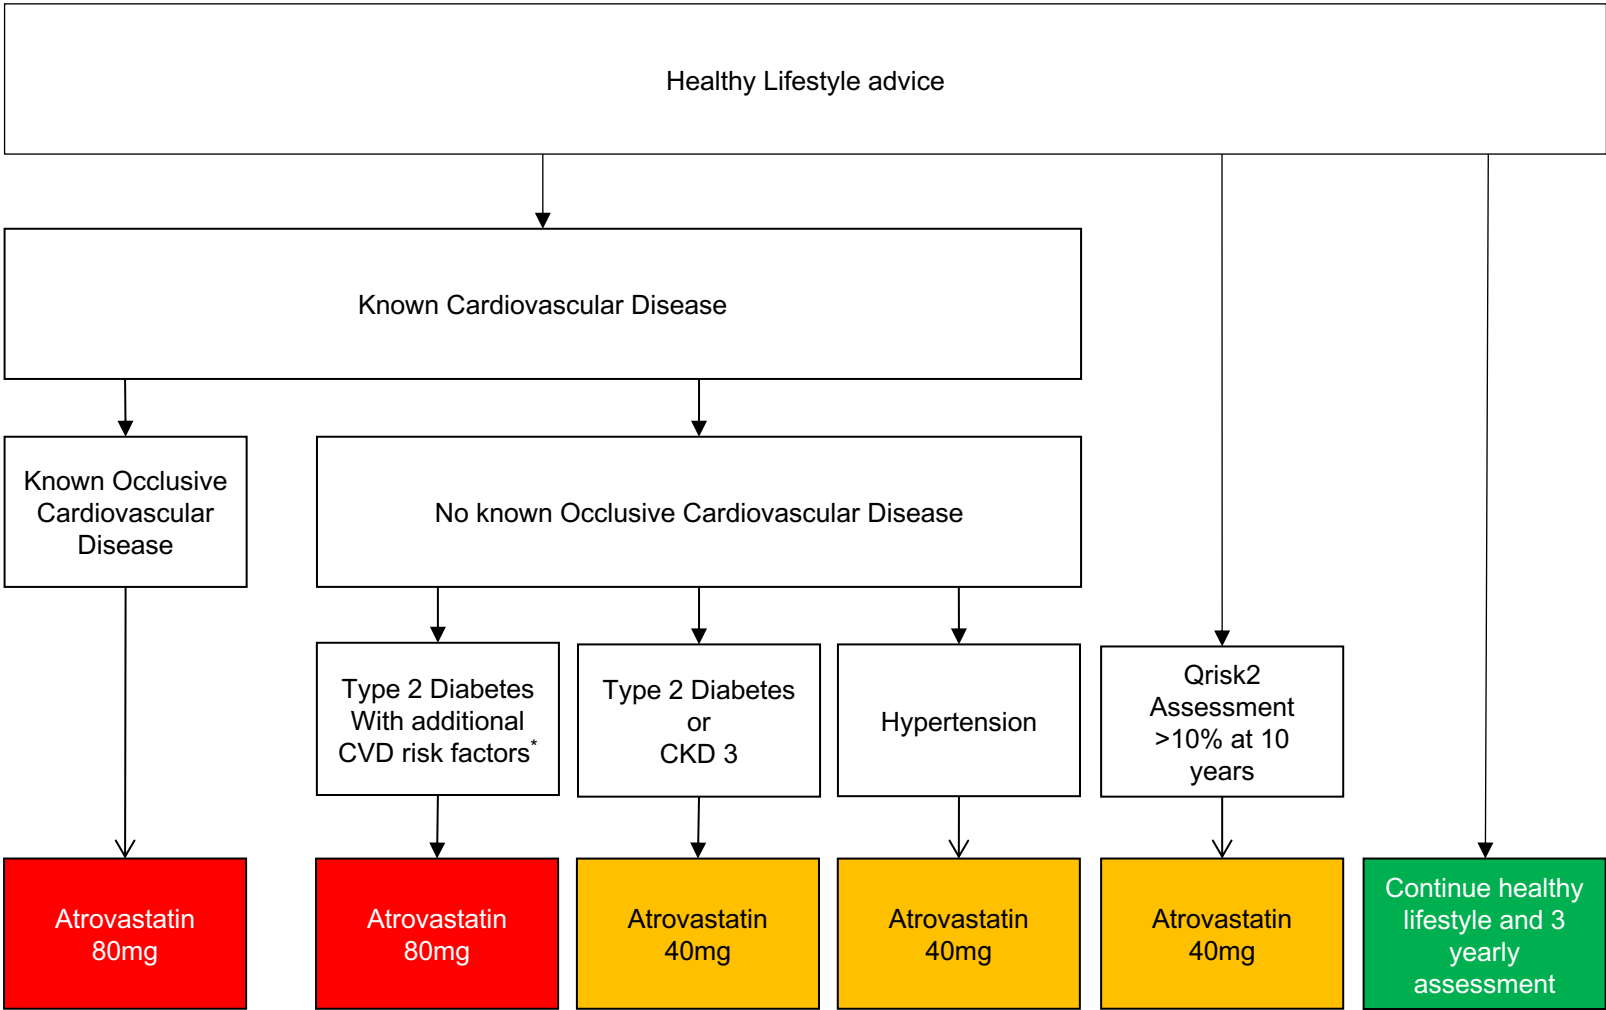 Healthy Lifestyle advice
Known Cardiovascular Disease
Known Occlusive
Cardiovascular
Disease
No known Occlusive Cardiovascular Disease
Type 2 Diabetes
With additional
CVD risk factors*
Type 2 Diabetes
or
CKD 3
Hypertension
Qrisk2
Assessment
>10% at 10
years
Atrovastatin
80mg
Atrovastatin
80mg
Atrovastatin
40mg
Atrovastatin
40mg
Atrovastatin
40mg
Continue healthy
lifestyle and 3
yearly
assessment